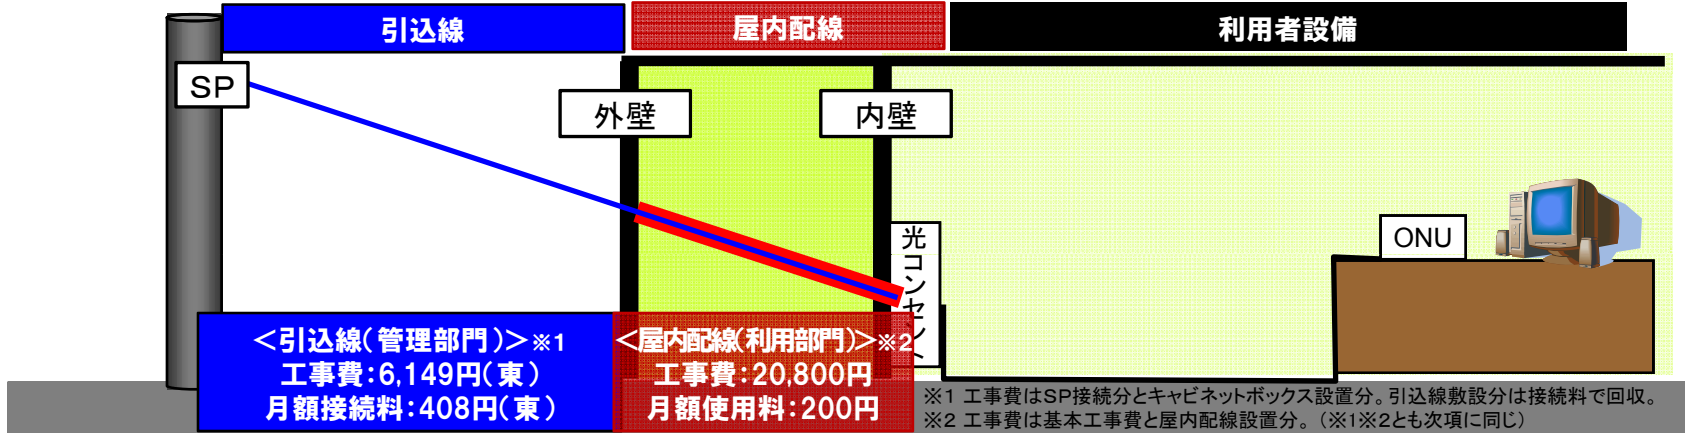 引込線
屋内配線
利用者設備
SP
外壁
内壁
光コンセント
ONU
<引込線(管理部門)>※1
工事費:6,149円(東)
月額接続料:408円(東)
<屋内配線(利用部門)>※2
工事費:20,800円
月額使用料:200円
※1 工事費はSP接続分とキャビネットボックス設置分。引込線敷設分は接続料で回収。
※2 工事費は基本工事費と屋内配線設置分。(※1※2とも次項に同じ)